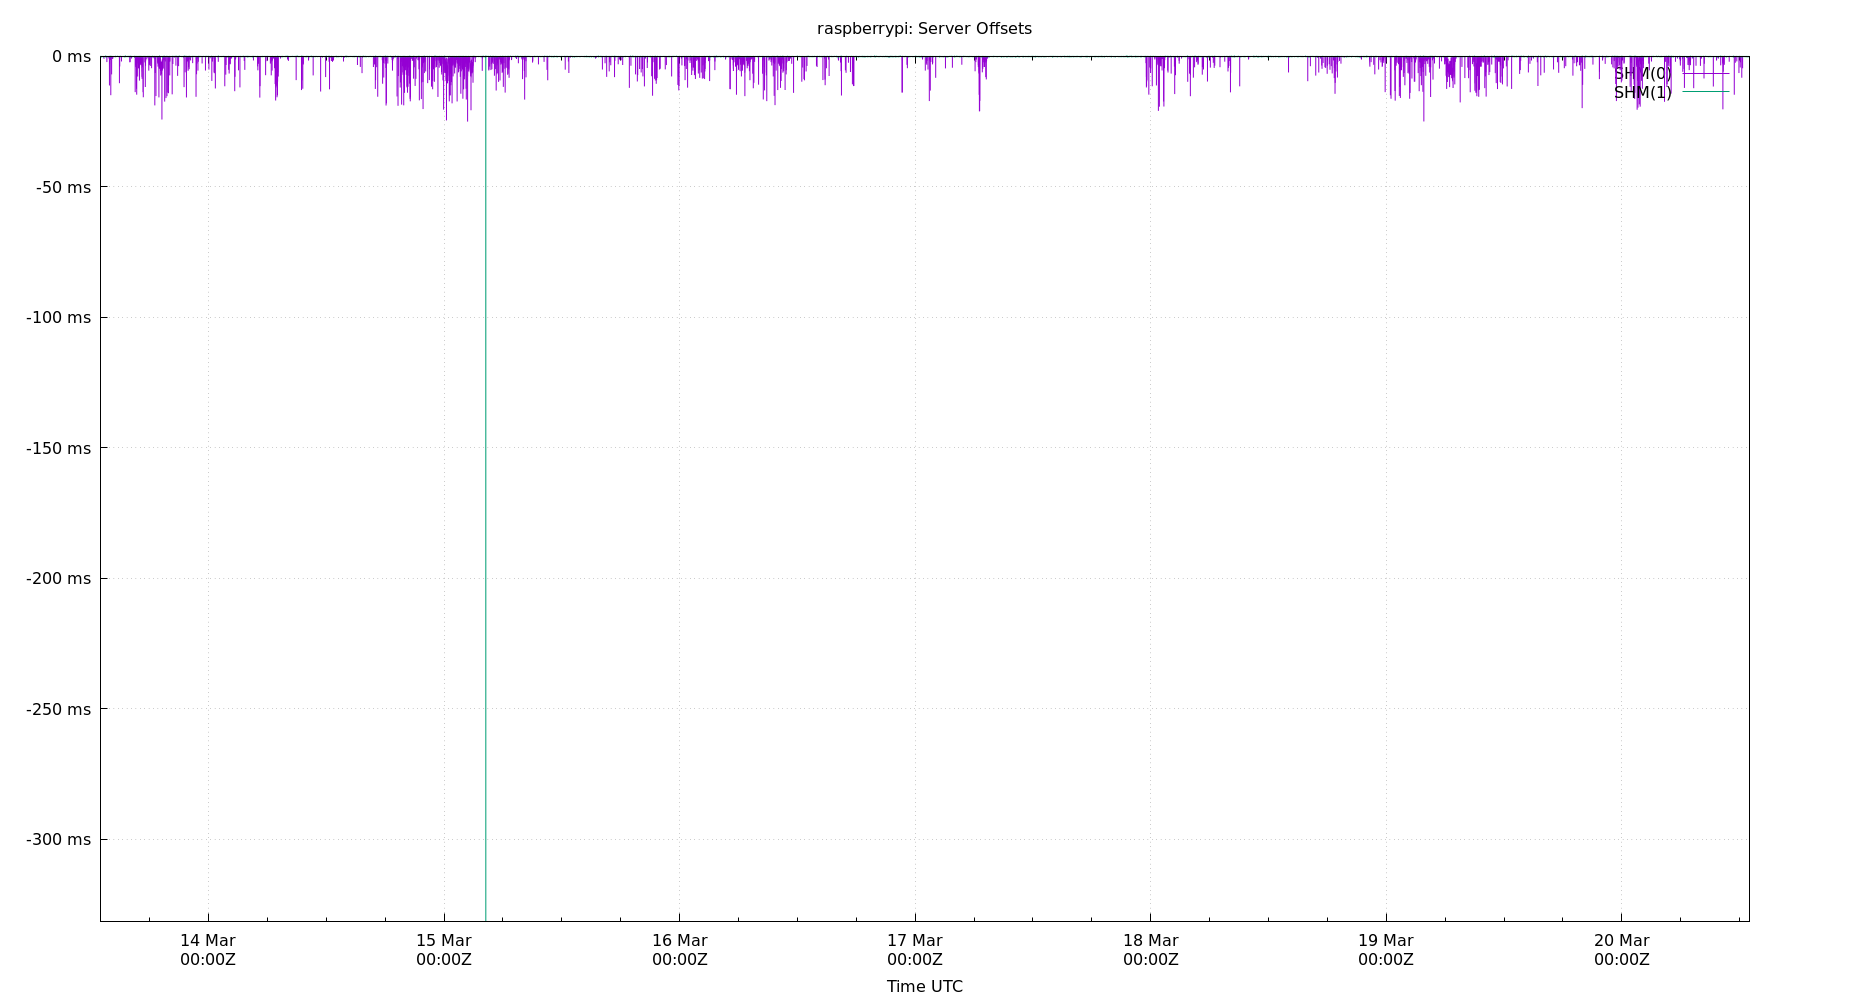 raspberrypi: Server Offsets
0 ms
SHM(0)
SHM(1)
-50 ms
-100 ms
-150 ms
-200 ms
-250 ms
-300 ms
14 Mar 15 Mar 16 Mar 17 Mar 18 Mar 19 Mar 20 Mar
00:00Z 00:00Z 00:00Z 00:00Z 00:00Z 00:00Z 00:00Z
Time UTC